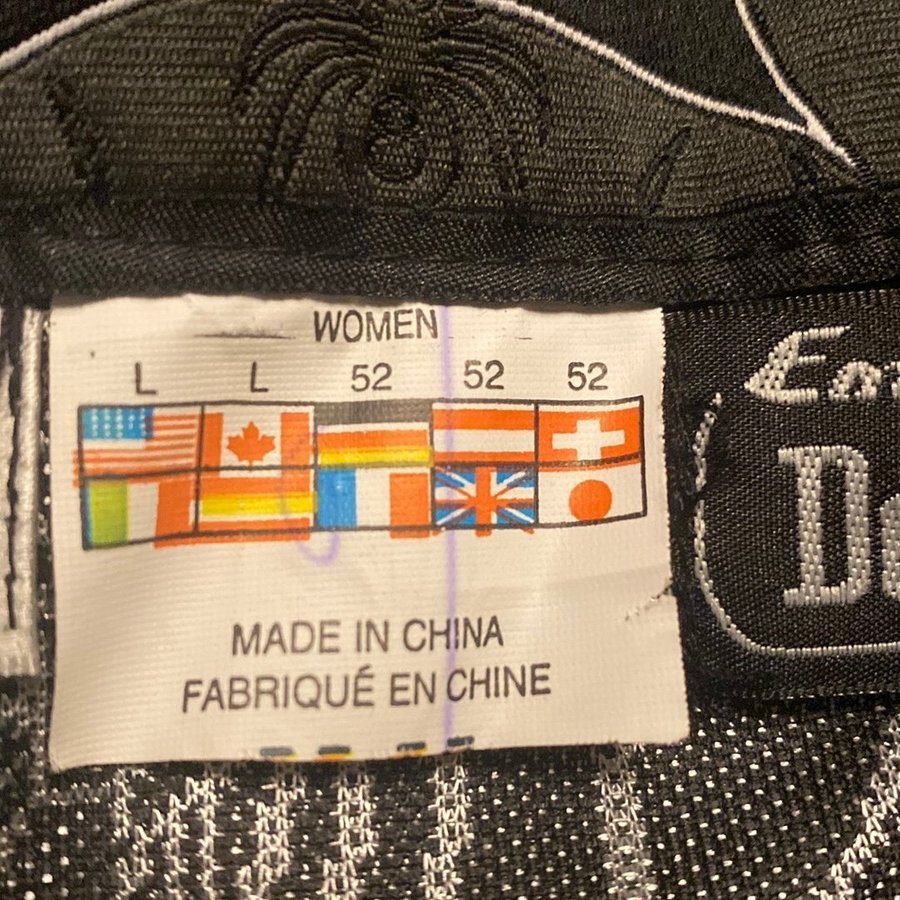 WOMEN
L L 52 52 52
MADE IN CHINA
FABRIQUÉ EN CHINE